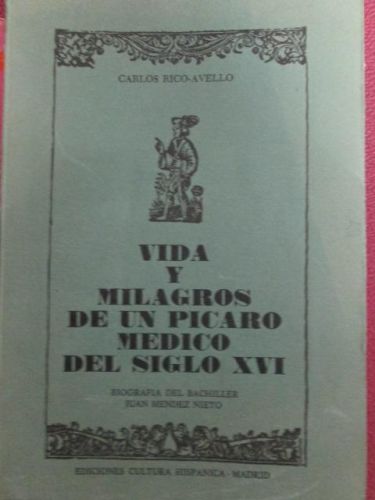 CARLOS RICO-AVELLO
VIDA
Y
MILAGROS
DE UN PICARO
MEDICO
DEL SIGLO XVI
BIOGRAFIA DEL BACHILLER
JUAN MENDEZ NIETO
EDICIONES CULTURA HISPANICA - MADRID